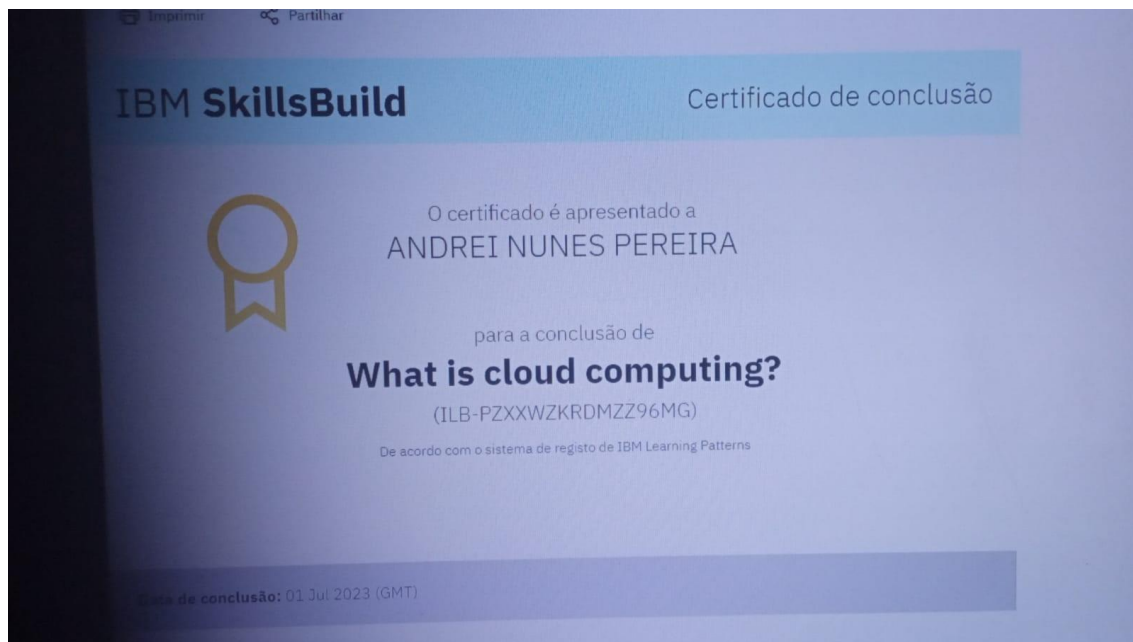 Imprimir Partilhar
IBM SkillsBuild Certificado de conclusão
O certificado é apresentado a
ANDREI NUNES PEREIRA
para a conclusão de
What is cloud computing?
(ILB-PZXXWZKRDMZZ96MG)
De acordo com o sistema de registo de IBM Learning Patterns
Data de conclusão: 01 Jul 2023 (GMT)